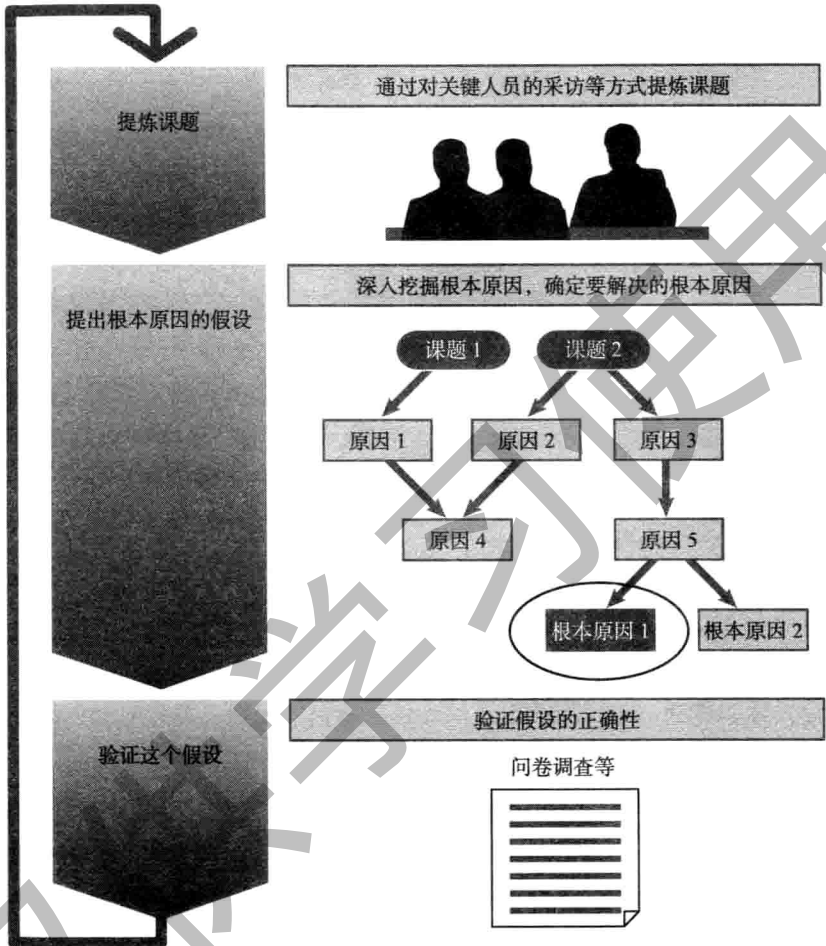 提炼课题
通过对关键人员的采访等方式提炼课题
提出根本原因的假设
深入挖掘根本原因，确定要解决的根本原因
课题 1
课题 2
原因 1
原因 2
原因 3
原因 4
原因 5
根本原因 1
根本原因 2
验证这个假设
验证假设的正确性
问卷调查等
学习使用